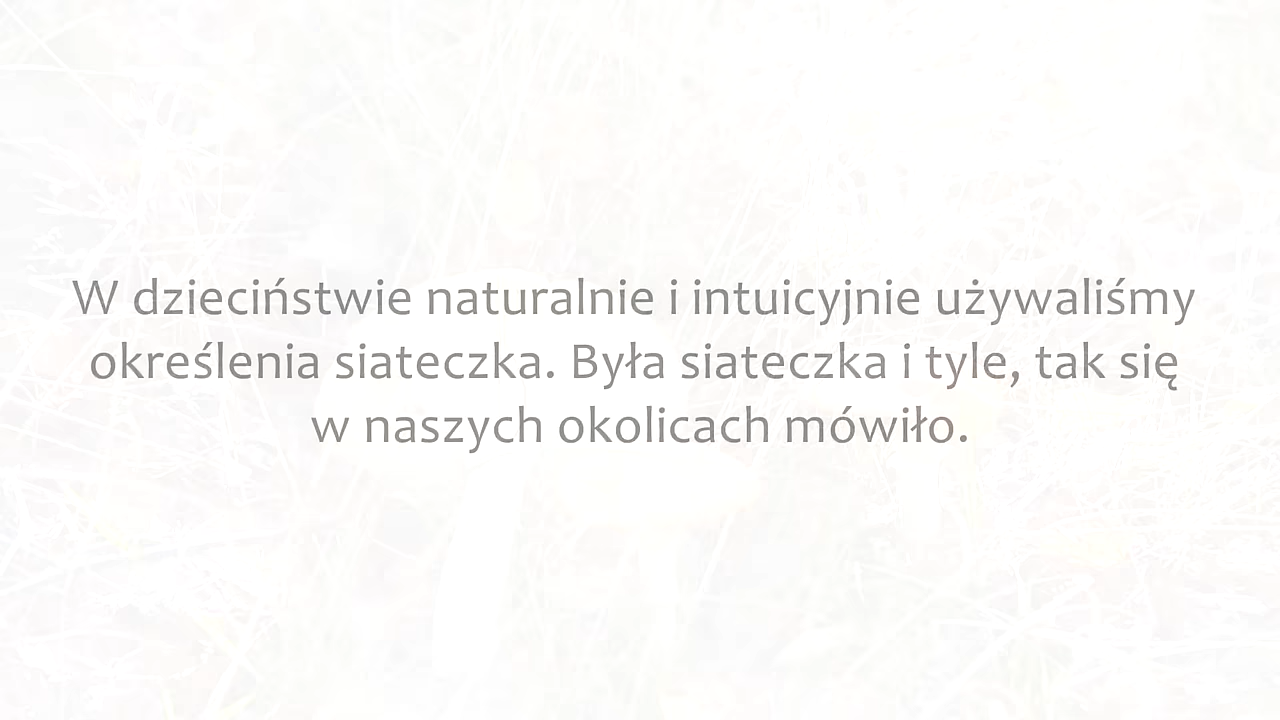 W dzieciństwie naturalnie i intuicyjnie używaliśmy
określenia siateczka. Była siateczka i tyle, tak się
w naszych okolicach mówiło.